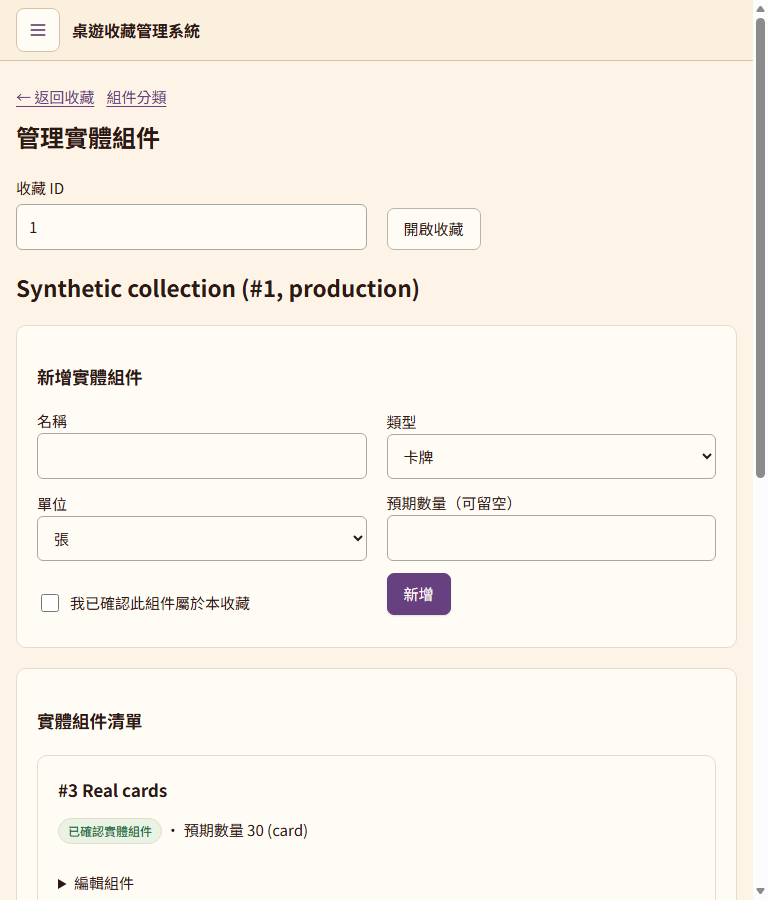 桌遊收藏管理系統
← 返回收藏 組件分類
管理實體組件
收藏 ID
1
開啟收藏
Synthetic collection (#1, production)
新增實體組件
名稱
類型
卡牌
單位
預期數量（可留空）
張
我已確認此組件屬於本收藏
新增
實體組件清單
#3 Real cards
已確認實體組件 · 預期數量 30 (card)
▶ 編輯組件